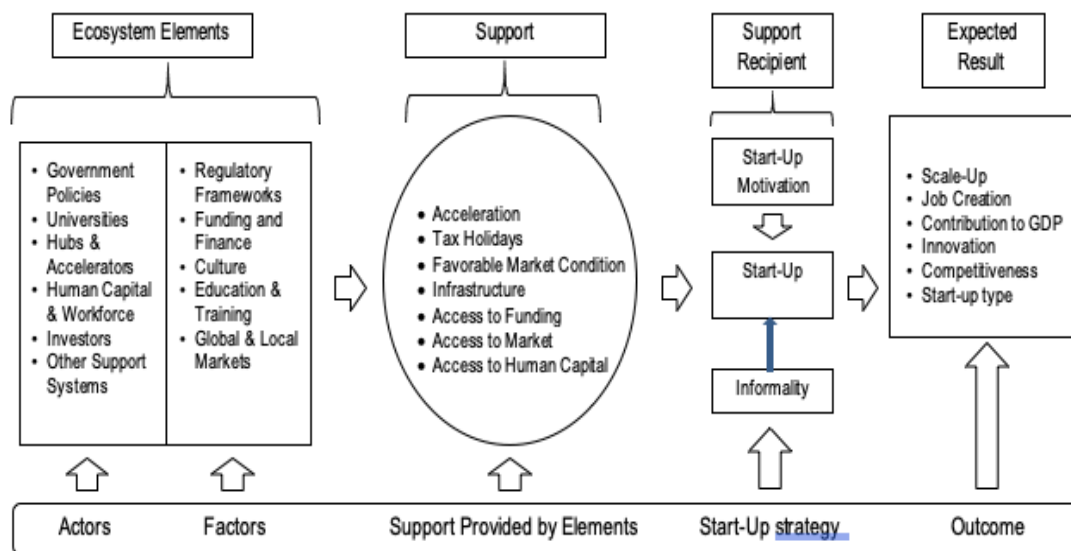 Ecosystem Elements
Support
Support
Recipient
Expected
Result
• Government
Policies
• Universities
• Hubs &
Accelerators
• Human Capital
& Workforce
• Investors
• Other Support
Systems
• Regulatory
Frameworks
• Funding and
Finance
• Culture
• Education &
Training
• Global & Local
Markets
• Acceleration
• Tax Holidays
• Favorable Market Condition
• Infrastructure
• Access to Funding
• Access to Market
• Access to Human Capital
Start-Up
Motivation
Start-Up
Informality
• Scale-Up
• Job Creation
• Contribution to GDP
• Innovation
• Competitiveness
• Start-up type
Actors
Factors
Support Provided by Elements
Start-Up strategy
Outcome